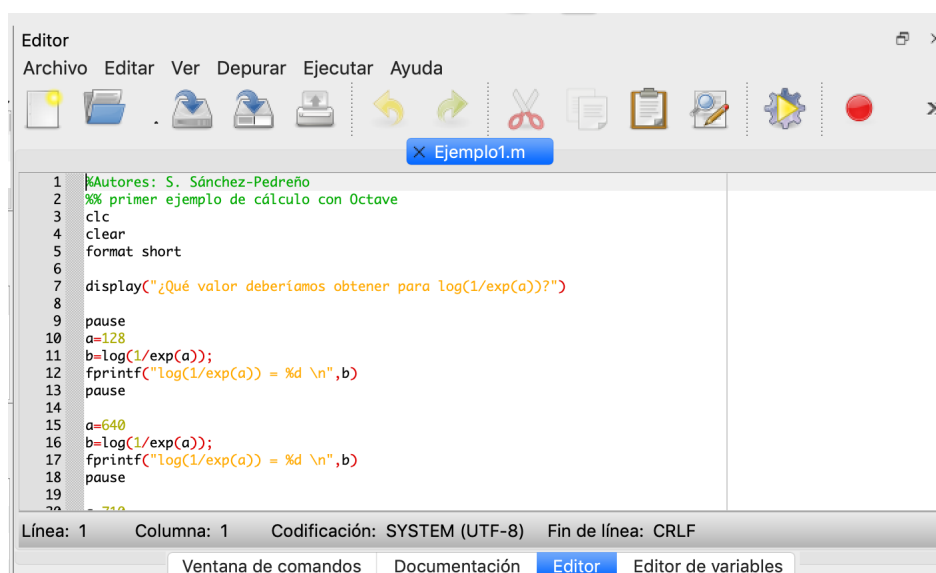 Editor
Archivo Editar Ver Depurar Ejecutar Ayuda
Ejemplo1.m
1 %Autores: S. Sánchez-Pedreño
2 %% primer ejemplo de cálculo con Octave
3 clc
4 clear
5 format short
6
7 display("¿Qué valor deberíamos obtener para log(1/exp(a))?")
8
9 pause
10 a=128
11 b=log(1/exp(a));
12 fprintf("log(1/exp(a)) = %d \n",b)
13 pause
14
15 a=640
16 b=log(1/exp(a));
17 fprintf("log(1/exp(a)) = %d \n",b)
18 pause
19
Línea: 1 Columna: 1 Codificación: SYSTEM (UTF-8) Fin de línea: CRLF
Ventana de comandos Documentación Editor Editor de variables